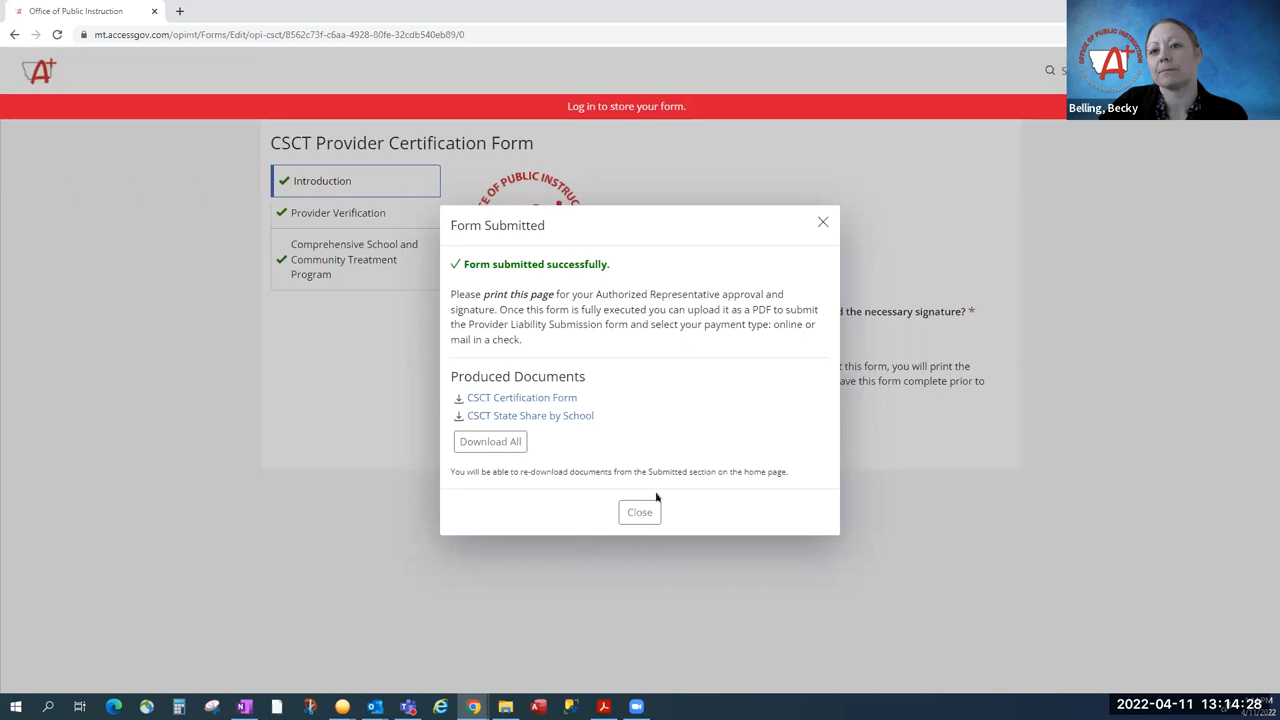 Office of Public Instruction
mt.accessgov.com/opimt/Forms/Edit/opi-csct/8562c73f-c6aa-4928-80fe-32cdb540eb89/0
Belling, Becky
Log in to store your form.
CSCT Provider Certification Form
Introduction
Provider Verification
Comprehensive School and
Community Treatment
Program
Form Submitted
Form submitted successfully.
Please print this page for your Authorized Representative approval and
signature. Once this form is fully executed you can upload it as a PDF to submit
the Provider Liability Submission form and select your payment type: online or
mail in a check.
d the necessary signature? *
t this form, you will print the
ave this form complete prior to
Produced Documents
CSCT Certification Form
CSCT State Share by School
Download All
You will be able to re-download documents from the Submitted section on the home page.
Close
2022-04-11 13:14:28